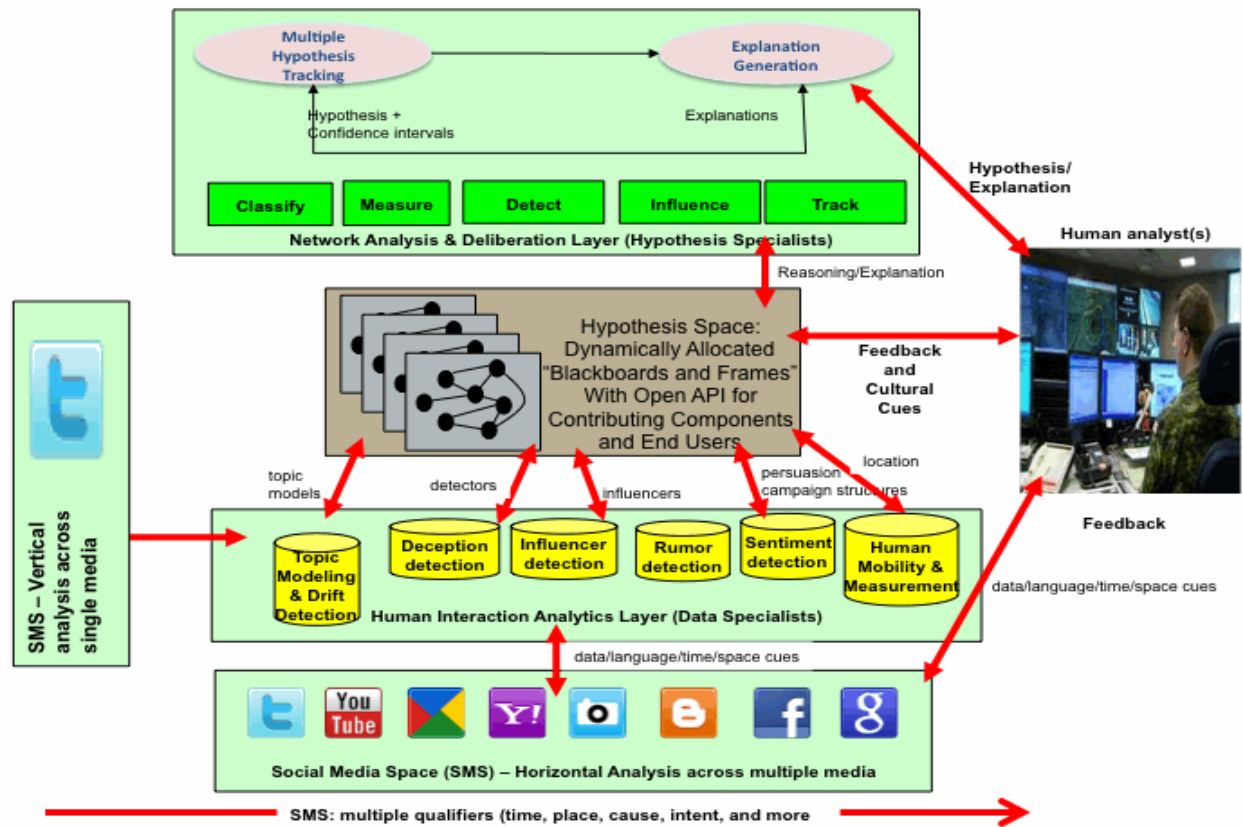 Multiple
Hypothesis
Tracking
Explanation
Generation
Hypothesis +
Confidence intervals
Explanations
Classify
Measure
Detect
Influence
Track
Network Analysis & Deliberation Layer (Hypothesis Specialists)
Hypothesis/
Explanation
Human analyst(s)
Reasoning/Explanation
Hypothesis Space:
Dynamically Allocated
"Blackboards and Frames"
With Open API for
Contributing Components
and End Users
Feedback
and
Cultural
Cues
t
SMS – Vertical
analysis across
single media
topic
models
detectors
influencers
persuasion
campaign structures
location
Feedback
Topic
Modeling
& Drift
Detection
Deception
detection
Influencer
detection
Rumor
detection
Sentiment
detection
Human
Mobility &
Measurement
Human Interaction Analytics Layer (Data Specialists)
data/language/time/space cues
data/language/time/space cues
t
You
Tube
Y!
B
f
g
Social Media Space (SMS) – Horizontal Analysis across multiple media
SMS: multiple qualifiers (time, place, cause, intent, and more